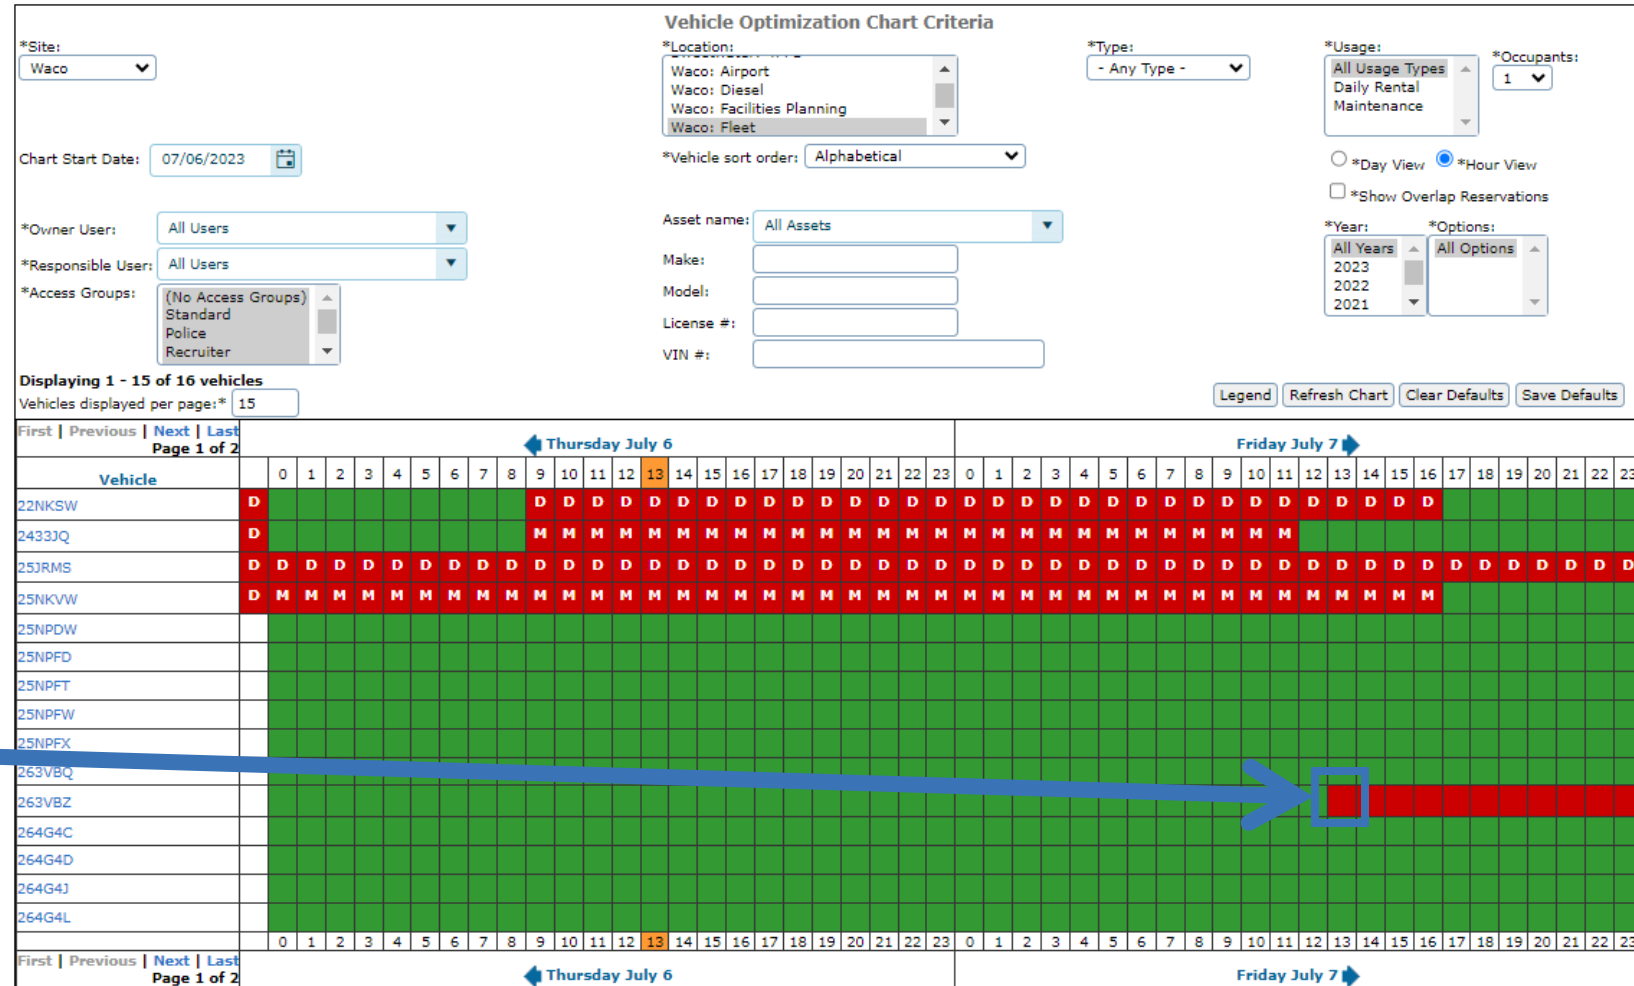 Vehicle Optimization Chart Criteria
*Site:
Waco
*Location:
Waco: Airport
Waco: Diesel
Waco: Facilities Planning
Waco: Fleet
*Type:
- Any Type -
*Usage:
All Usage Types
Daily Rental
Maintenance
*Occupants:
1
Chart Start Date: 07/06/2023
*Vehicle sort order: Alphabetical
*Day View *Hour View
*Show Overlap Reservations
*Owner User: All Users
Asset name: All Assets
*Year: *Options:
All Years All Options
2023
2022
2021
*Responsible User: All Users
Make:
*Access Groups:
(No Access Groups)
Standard
Police
Recruiter
Model:
License #:
VIN #:
Displaying 1 - 15 of 16 vehicles
Vehicles displayed per page:* 15
Legend Refresh Chart Clear Defaults Save Defaults
First | Previous | Next | Last
Page 1 of 2
Thursday July 6 Friday July 7
Vehicle 0 1 2 3 4 5 6 7 8 9 10 11 12 13 14 15 16 17 18 19 20 21 22 23 0 1 2 3 4 5 6 7 8 9 10 11 12 13 14 15 16 17 18 19 20 21 22 23
22NKSW D D D D D D D D D D D D D D D D D D D D D D D D D D D D D D D D D
2433JQ D M M M M M M M M M M M M M M M M M M M M M M M M M M M
25JRMS D D D D D D D D D D D D D D D D D D D D D D D D D D D D D D D D D D D D D D D D D D D D D D D D D
25NKVW D M M M M M M M M M M M M M M M M M M M M M M M M M M M M M M M M M M M M M M M M M
25NPDW
25NPFD
25NPFT
25NPFW
25NPFX
263VBQ
263VBZ
264G4C
264G4D
264G4J
264G4L
0 1 2 3 4 5 6 7 8 9 10 11 12 13 14 15 16 17 18 19 20 21 22 23 0 1 2 3 4 5 6 7 8 9 10 11 12 13 14 15 16 17 18 19 20 21 22 23
First | Previous | Next | Last
Page 1 of 2
Thursday July 6 Friday July 7